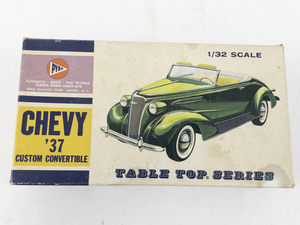 PYRO
1/32 SCALE
CHEVY
'37
CUSTOM CONVERTIBLE
TABLE TOP SERIES